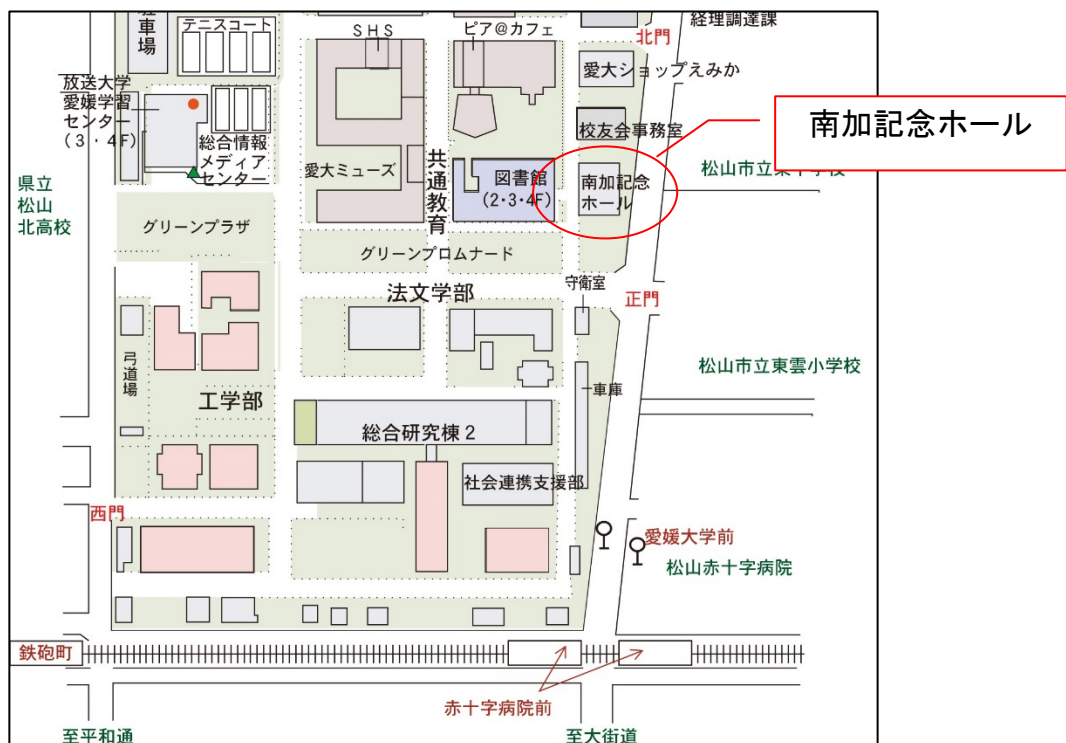 経理調達課
駐車場
テニスコート
SHS
ピア@カフェ
北門
愛大ショップえみか
放送大学
愛媛学習
センター
(3・4F)
総合情報
メディア
センター
校友会事務室
南加記念ホール
県立
松山
北高校
愛大ミューズ
共通教育
図書館
(2・3・4F)
南加記念
ホール
グリーンプラザ
グリーンプロムナード
法文学部
守衛室
正門
弓道場
工学部
車庫
松山市立東雲小学校
総合研究棟2
社会連携支援部
西門
愛媛大学前
松山赤十字病院
鉄砲町
赤十字病院前
至平和通
至大街道